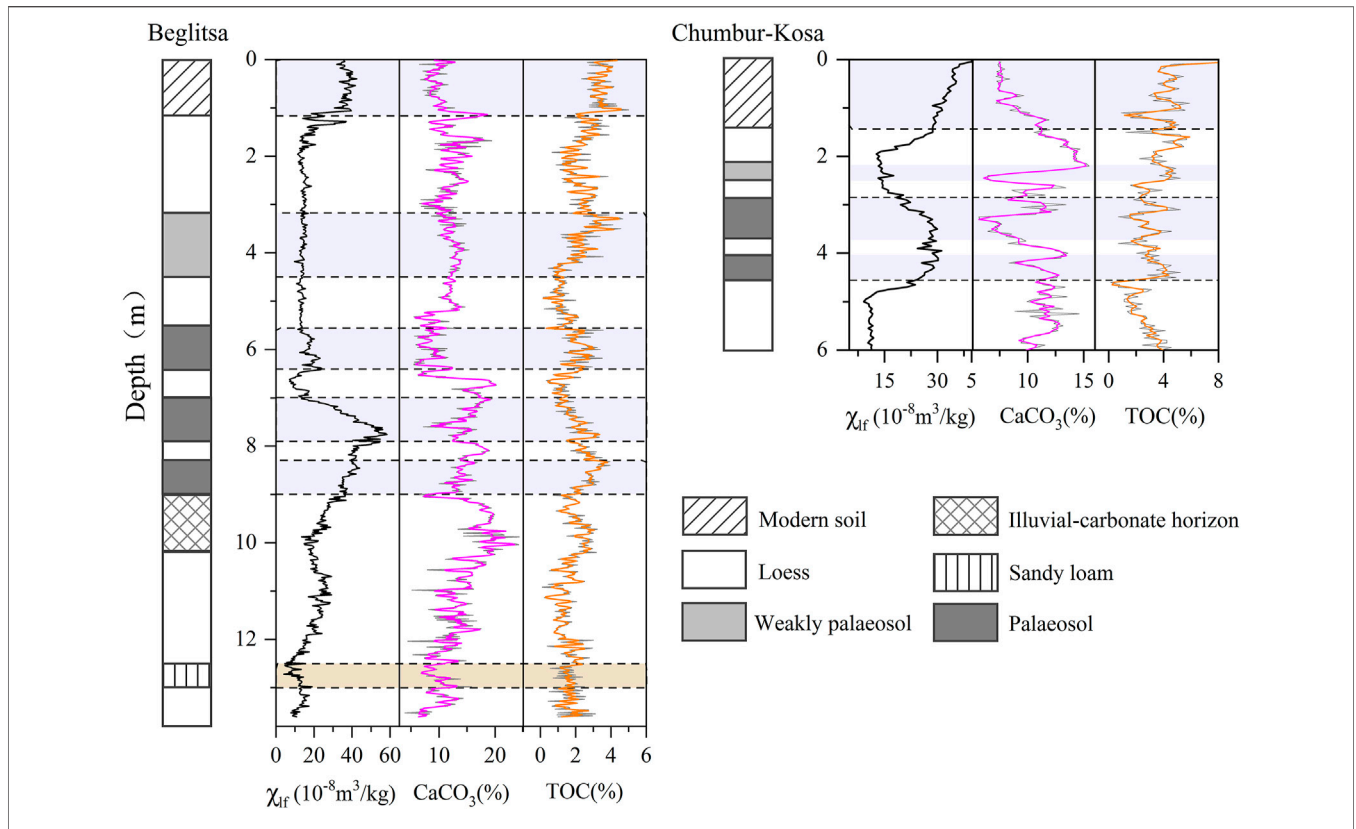 Beglitsa
Chumbur-Kosa
0
2
4
6
8
10
12
Depth (m)
0 20 40 60 10 20 0 2 4 6
χlf (10-8m3/kg) CaCO3(%) TOC(%)
0
2
4
6
15 30 5 10 15 0 4 8
χlf (10-8m3/kg) CaCO3(%) TOC(%)
Modern soil
Illuvial-carbonate horizon
Loess
Sandy loam
Weakly palaeosol
Palaeosol